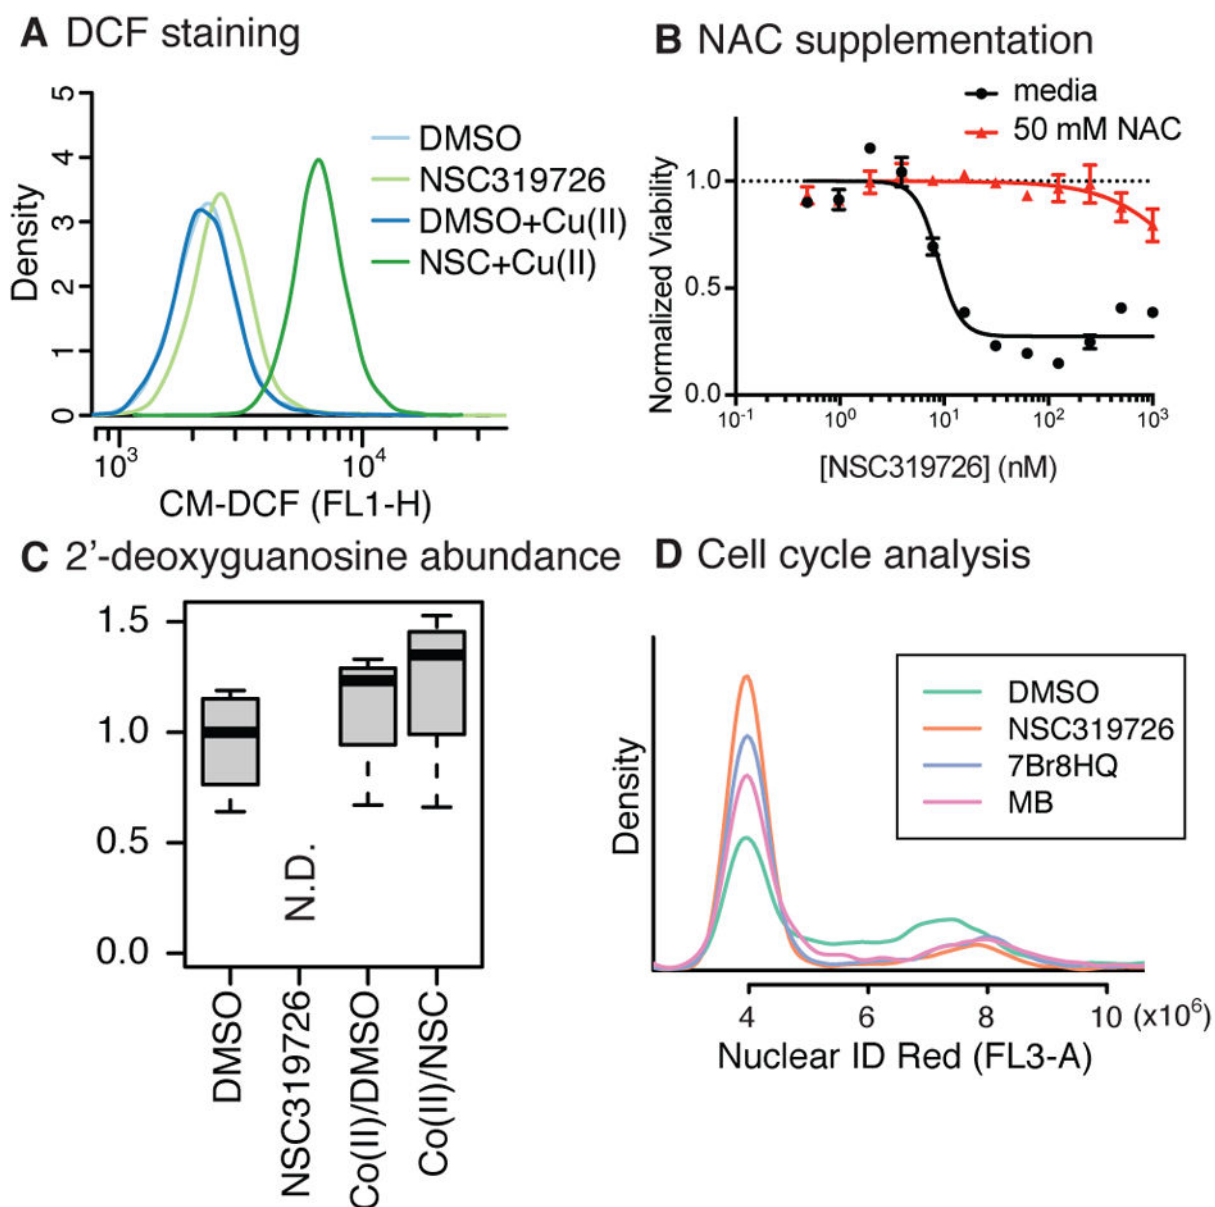 A DCF staining
5
4
3
2
1
0
Density
DMSO
NSC319726
DMSO+Cu(II)
NSC+Cu(II)
10³
10⁴
CM-DCF (FL1-H)
B NAC supplementation
media
50 mM NAC
1.0
0.5
0.0
Normalized Viability
10⁻¹
10⁰
10¹
10²
10³
[NSC319726] (nM)
C 2’-deoxyguanosine abundance
1.5
1.0
0.5
0.0
N.D.
DMSO
NSC319726
Co(II)/DMSO
Co(II)/NSC
D Cell cycle analysis
Density
DMSO
NSC319726
7Br8HQ
MB
4 6 8 10 (x10⁶)
Nuclear ID Red (FL3-A)